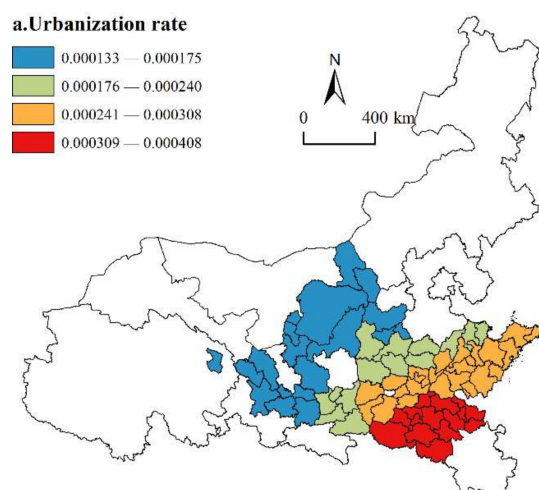 a.Urbanization rate
0.000133 — 0.000175
0.000176 — 0.000240
0.000241 — 0.000308
0.000309 — 0.000408
N
0 400 km